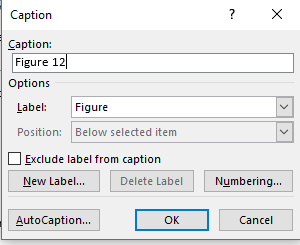 Caption
Caption:
Figure 12
Options
Label: Figure
Position: Below selected item
Exclude label from caption
New Label... Delete Label Numbering...
AutoCaption... OK Cancel